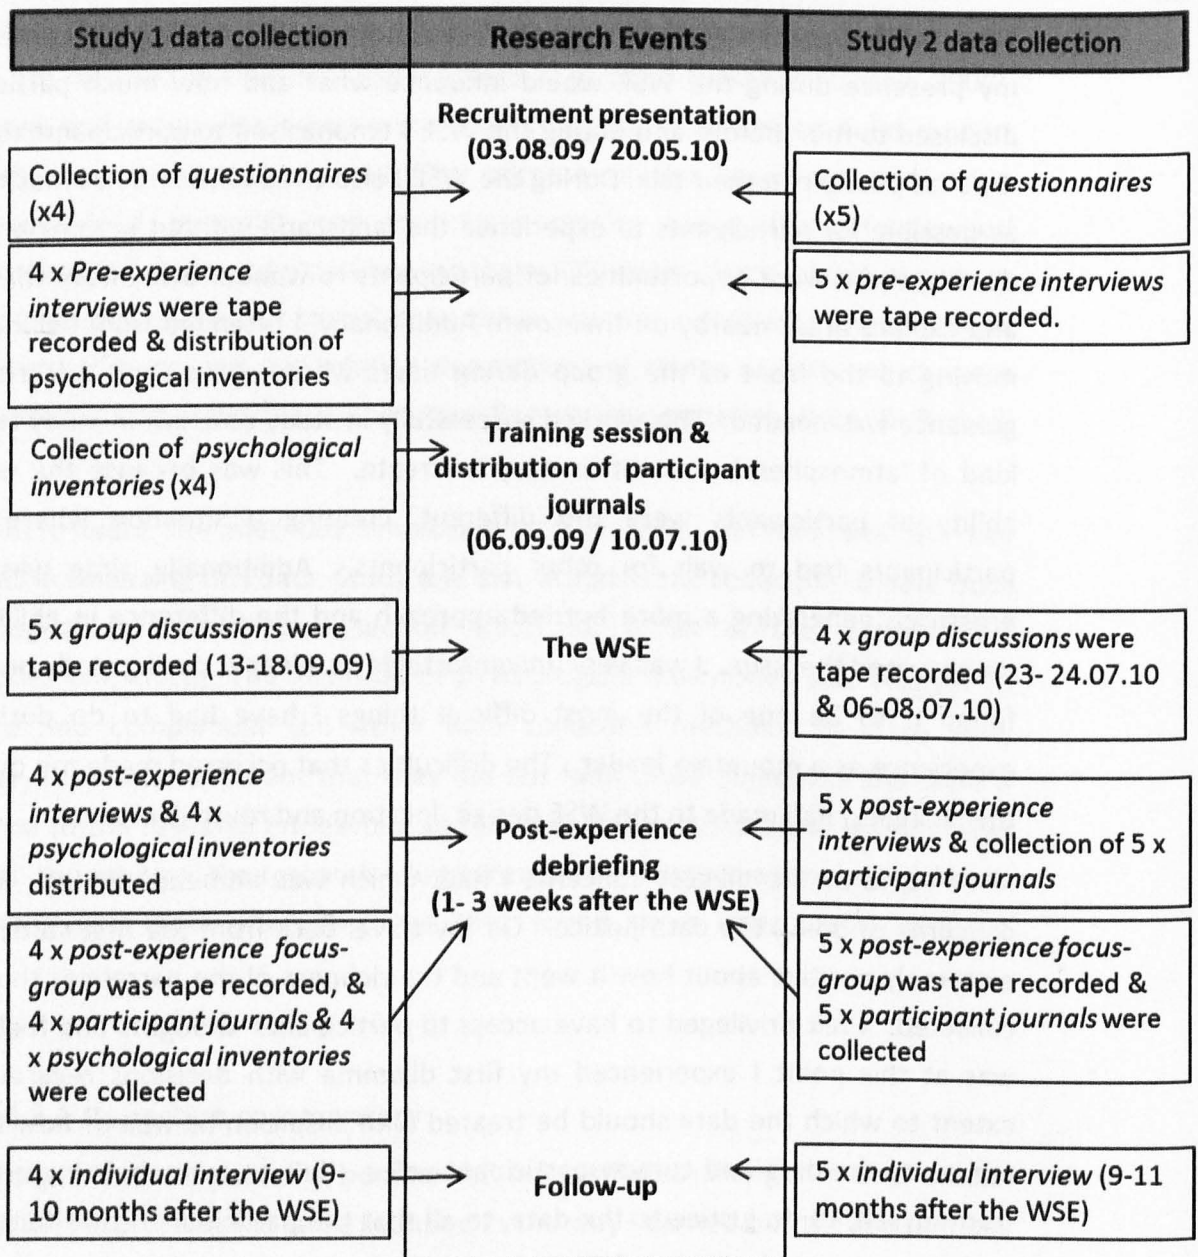 Study 1 data collection
Research Events
Study 2 data collection
Recruitment presentation
(03.08.09 / 20.05.10)
Collection of questionnaires
(x4)
Collection of questionnaires
(x5)
4 x Pre-experience
interviews were tape
recorded & distribution of
psychological inventories
5 x pre-experience interviews
were tape recorded.
Collection of psychological
inventories (x4)
Training session &
distribution of participant
journals
(06.09.09 / 10.07.10)
5 x group discussions were
tape recorded (13-18.09.09)
The WSE
4 x group discussions were
tape recorded (23- 24.07.10
& 06-08.07.10)
4 x post-experience
interviews & 4 x
psychological inventories
distributed
Post-experience
debriefing
(1- 3 weeks after the WSE)
5 x post-experience
interviews & collection of 5 x
participant journals
4 x post-experience focus-
group was tape recorded, &
4 x participant journals & 4
x psychological inventories
were collected
5 x post-experience focus-
group was tape recorded &
5 x participant journals were
collected
4 x individual interview (9-
10 months after the WSE)
Follow-up
5 x individual interview (9-11
months after the WSE)